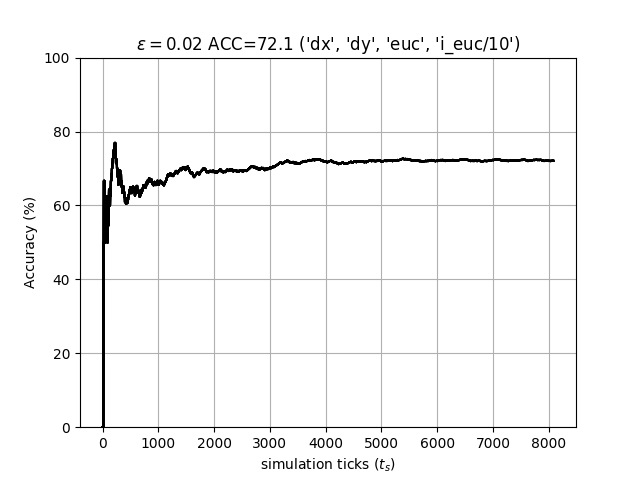 ε = 0.02 ACC=72.1 ('dx', 'dy', 'euc', 'i_euc/10')
100
80
60
40
20
0
Accuracy (%)
0 1000 2000 3000 4000 5000 6000 7000 8000
simulation ticks (tₛ)